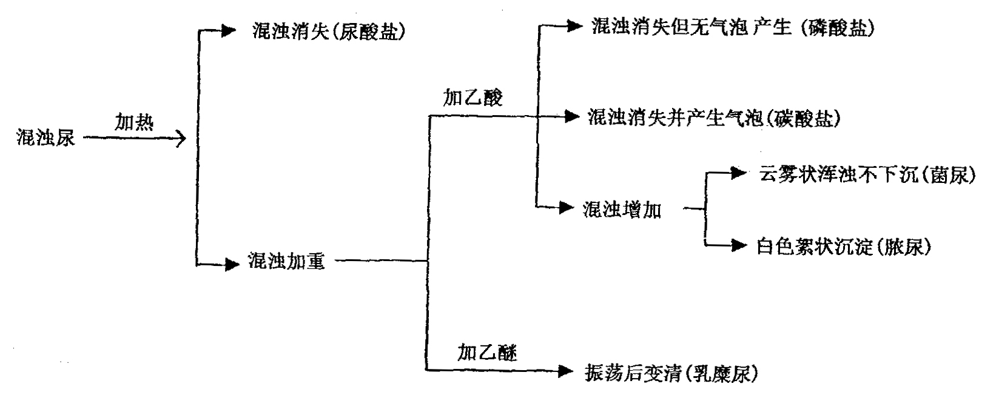 混浊尿
加热
混浊消失(尿酸盐)
混浊加重
加乙酸
混浊消失但无气泡产生(磷酸盐)
混浊消失并产生气泡(碳酸盐)
混浊增加
云雾状浑浊不下沉(菌尿)
白色絮状沉淀(脓尿)
加乙醚
振荡后变清(乳糜尿)